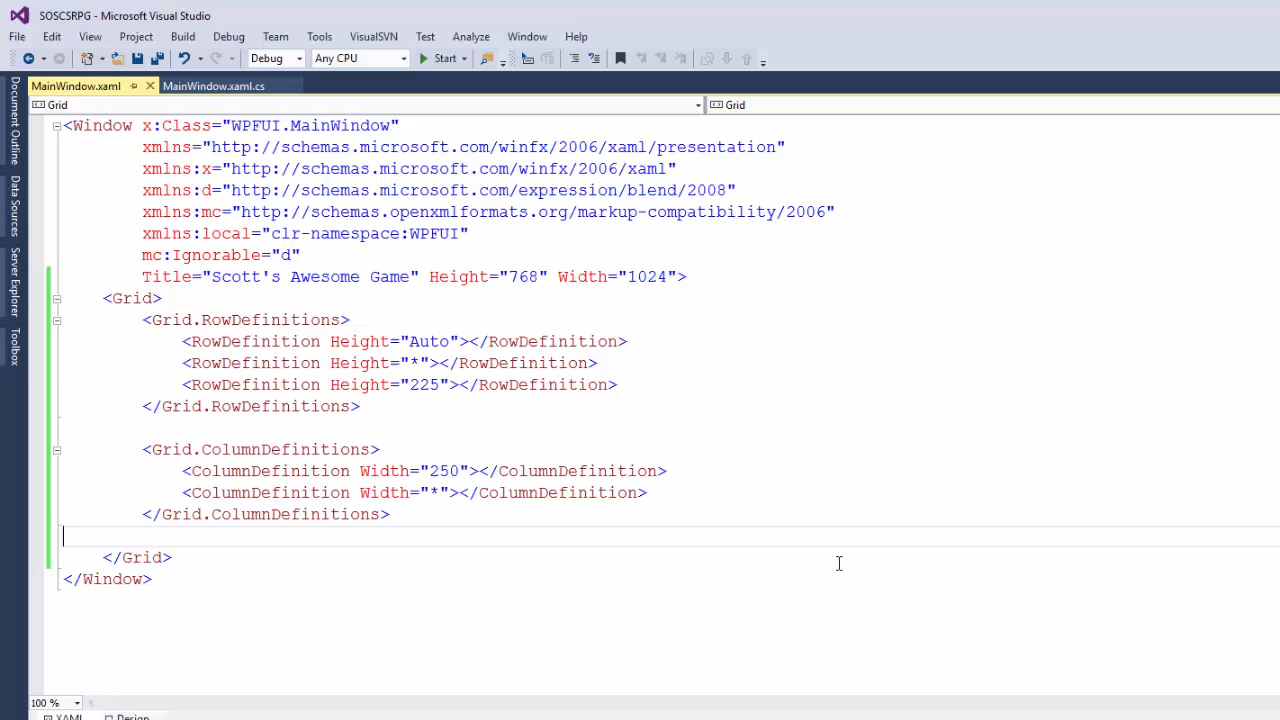 SOSCSRPG - Microsoft Visual Studio
File Edit View Project Build Debug Team Tools VisualSVN Test Analyze Window Help
Debug Any CPU Start
MainWindow.xaml MainWindow.xaml.cs
Grid Grid
Document Outline
Data Sources
Server Explorer
Toolbox
<Window x:Class="WPFUI.MainWindow"
xmlns="http://schemas.microsoft.com/winfx/2006/xaml/presentation"
xmlns:x="http://schemas.microsoft.com/winfx/2006/xaml"
xmlns:d="http://schemas.microsoft.com/expression/blend/2008"
xmlns:mc="http://schemas.openxmlformats.org/markup-compatibility/2006"
xmlns:local="clr-namespace:WPFUI"
mc:Ignorable="d"
Title="Scott's Awesome Game" Height="768" Width="1024">
<Grid>
<Grid.RowDefinitions>
<RowDefinition Height="Auto"></RowDefinition>
<RowDefinition Height="*"></RowDefinition>
<RowDefinition Height="225"></RowDefinition>
</Grid.RowDefinitions>
<Grid.ColumnDefinitions>
<ColumnDefinition Width="250"></ColumnDefinition>
<ColumnDefinition Width="*"></ColumnDefinition>
</Grid.ColumnDefinitions>
</Grid>
</Window>
100 %
XAML Design